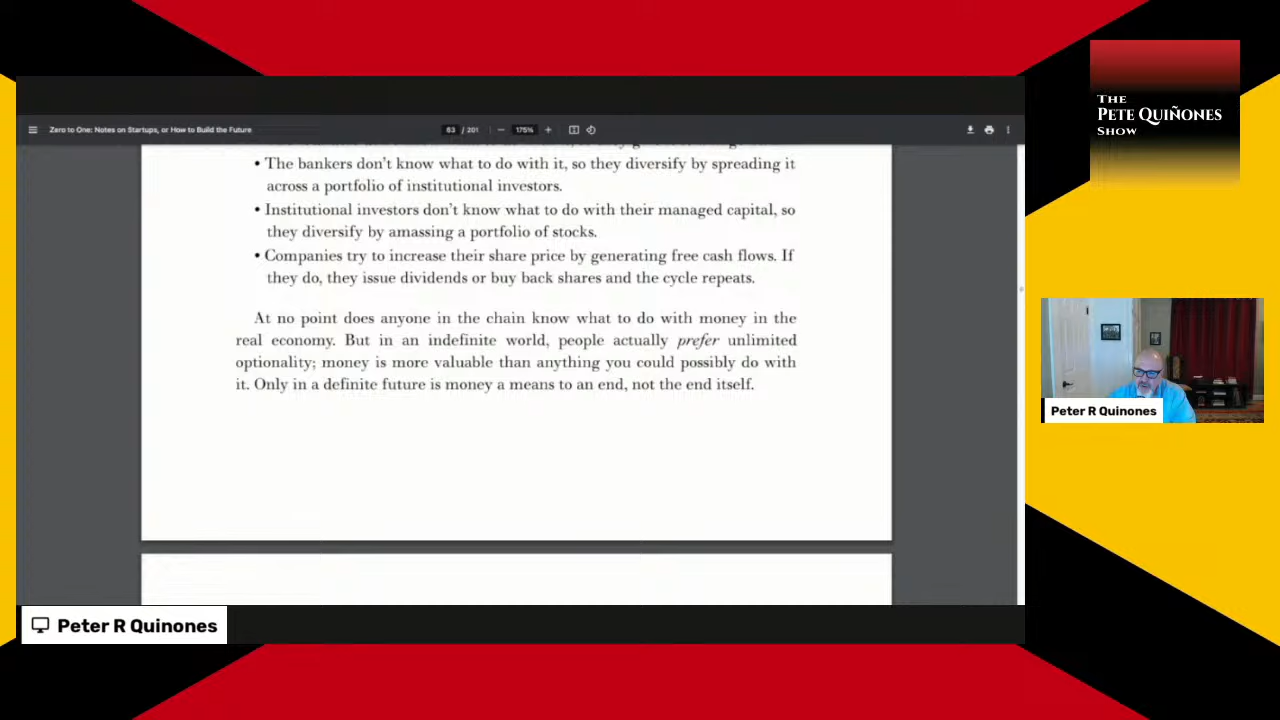 THE
PETE QUIÑONES
SHOW
Zero to One: Notes on Startups, or How to Build the Future
63 / 201
175%
• The bankers don’t know what to do with it, so they diversify by spreading it
across a portfolio of institutional investors.
• Institutional investors don’t know what to do with their managed capital, so
they diversify by amassing a portfolio of stocks.
• Companies try to increase their share price by generating free cash flows. If
they do, they issue dividends or buy back shares and the cycle repeats.
At no point does anyone in the chain know what to do with money in the
real economy. But in an indefinite world, people actually prefer unlimited
optionality; money is more valuable than anything you could possibly do with
it. Only in a definite future is money a means to an end, not the end itself.
Peter R Quinones
Peter R Quinones